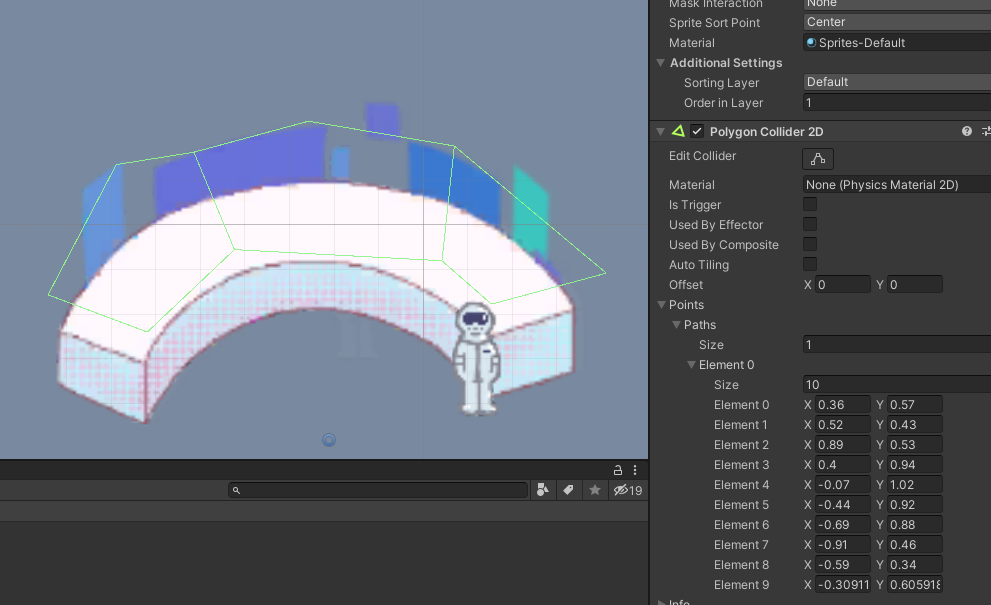 Mask Interaction None
Sprite Sort Point Center
Material Sprites-Default
Additional Settings
Sorting Layer Default
Order in Layer 1
Polygon Collider 2D
Edit Collider
Material None (Physics Material 2D)
Is Trigger
Used By Effector
Used By Composite
Auto Tiling
Offset X 0 Y 0
Points
Paths
Size 1
Element 0
Size 10
Element 0 X 0.36 Y 0.57
Element 1 X 0.52 Y 0.43
Element 2 X 0.89 Y 0.53
Element 3 X 0.4 Y 0.94
Element 4 X -0.07 Y 1.02
Element 5 X -0.44 Y 0.92
Element 6 X -0.69 Y 0.88
Element 7 X -0.91 Y 0.46
Element 8 X -0.59 Y 0.34
Element 9 X -0.30911 Y 0.605918
Info
19